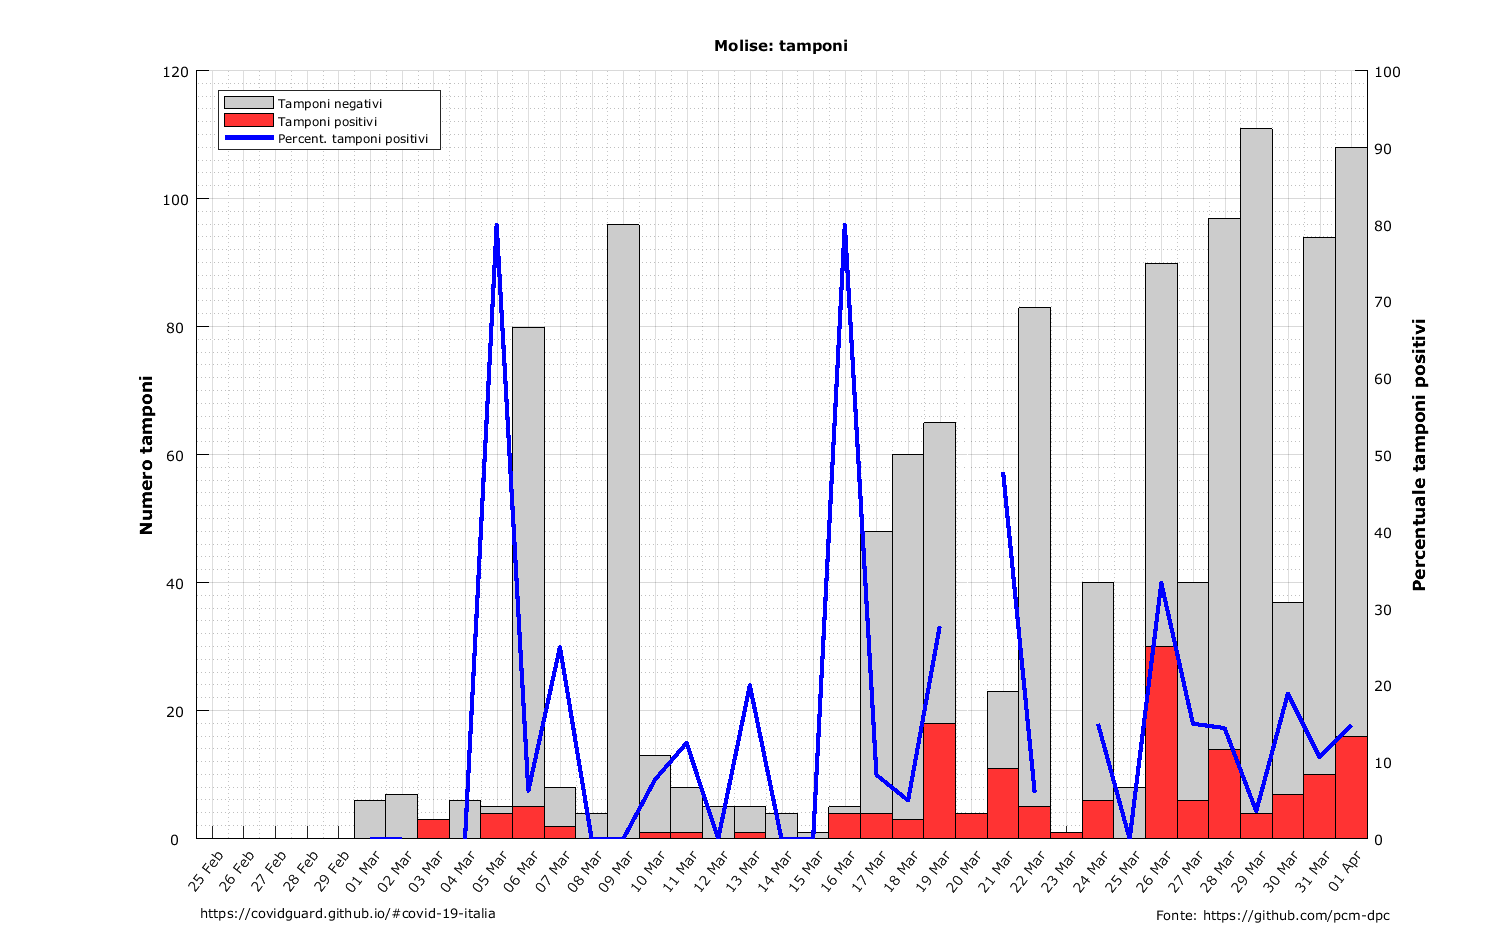 Molise: tamponi
120
100
80
60
40
20
0
Numero tamponi
Tamponi negativi
Tamponi positivi
Percent. tamponi positivi
100
90
80
70
60
50
40
30
20
10
0
Percentuale tamponi positivi
25 Feb
26 Feb
27 Feb
28 Feb
29 Feb
01 Mar
02 Mar
03 Mar
04 Mar
05 Mar
06 Mar
07 Mar
08 Mar
09 Mar
10 Mar
11 Mar
12 Mar
13 Mar
14 Mar
15 Mar
16 Mar
17 Mar
18 Mar
19 Mar
20 Mar
21 Mar
22 Mar
23 Mar
24 Mar
25 Mar
26 Mar
27 Mar
28 Mar
29 Mar
30 Mar
31 Mar
01 Apr
https://covidguard.github.io/#covid-19-italia
Fonte: https://github.com/pcm-dpc